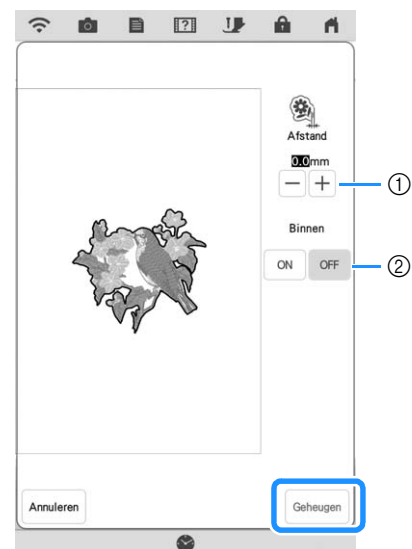 Afstand
0.0mm
− +
①
Binnen
ON OFF
②
Annuleren
Geheugen